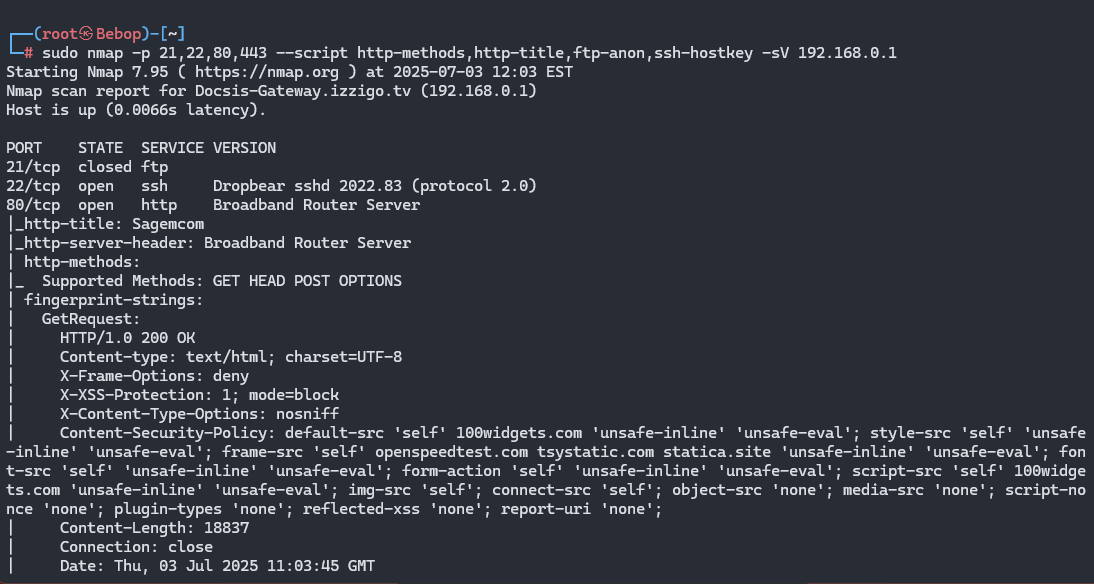 ┌──(root㉿Bebop)-[~]
└─# sudo nmap -p 21,22,80,443 --script http-methods,http-title,ftp-anon,ssh-hostkey -sV 192.168.0.1
Starting Nmap 7.95 ( https://nmap.org ) at 2025-07-03 12:03 EST
Nmap scan report for Docsis-Gateway.izzigo.tv (192.168.0.1)
Host is up (0.0066s latency).

PORT    STATE  SERVICE VERSION
21/tcp  closed ftp
22/tcp  open   ssh     Dropbear sshd 2022.83 (protocol 2.0)
80/tcp  open   http    Broadband Router Server
|_http-title: Sagemcom
|_http-server-header: Broadband Router Server
| http-methods:
|_  Supported Methods: GET HEAD POST OPTIONS
| fingerprint-strings:
|   GetRequest:
|     HTTP/1.0 200 OK
|     Content-type: text/html; charset=UTF-8
|     X-Frame-Options: deny
|     X-XSS-Protection: 1; mode=block
|     X-Content-Type-Options: nosniff
|     Content-Security-Policy: default-src 'self' 100widgets.com 'unsafe-inline' 'unsafe-eval'; style-src 'self' 'unsafe
-inline' 'unsafe-eval'; frame-src 'self' openspeedtest.com tsystatic.com statica.site 'unsafe-inline' 'unsafe-eval'; fon
t-src 'self' 'unsafe-inline' 'unsafe-eval'; form-action 'self' 'unsafe-inline' 'unsafe-eval'; script-src 'self' 100widge
ts.com 'unsafe-inline' 'unsafe-eval'; img-src 'self'; connect-src 'self'; object-src 'none'; media-src 'none'; script-no
nce 'none'; plugin-types 'none'; reflected-xss 'none'; report-uri 'none';
|     Content-Length: 18837
|     Connection: close
|     Date: Thu, 03 Jul 2025 11:03:45 GMT